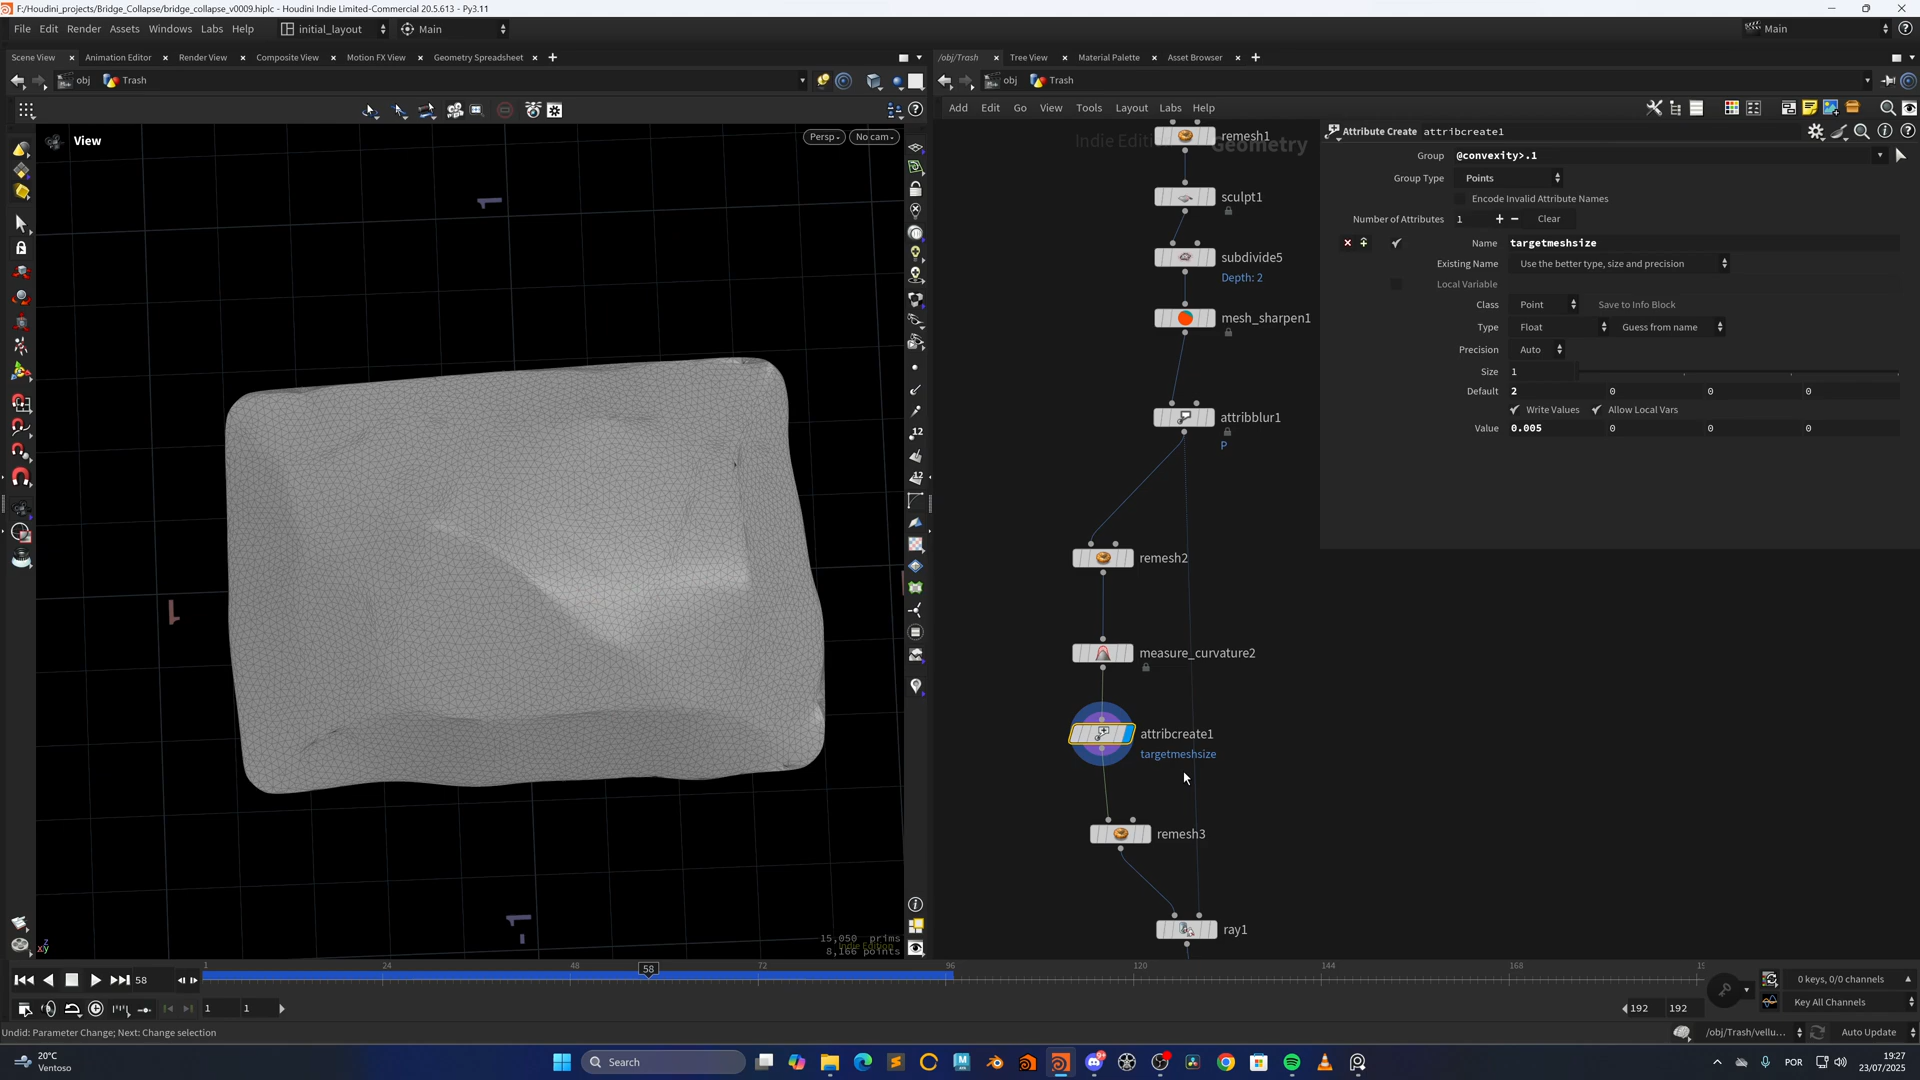 F:/Houdini_projects/Bridge_Collapse/bridge_collapse_v0009.hiplc - Houdini Indie Limited-Commercial 20.5.613 - Py3.11
File Edit Render Assets Windows Labs Help initial_layout Main Main
Scene View Animation Editor Render View Composite View Motion FX View Geometry Spreadsheet
/obj/Trash Tree View Material Palette Asset Browser
obj Trash
obj Trash
Add Edit Go View Tools Layout Labs Help
View
Persp No cam
Geometry
remesh1
sculpt1
subdivide5
Depth: 2
mesh_sharpen1
attribblur1
P
remesh2
measure_curvature2
attribcreate1
targetmeshsize
remesh3
ray1
Attribute Create attribcreate1
Group @convexity>.1
Group Type Points
Encode Invalid Attribute Names
Number of Attributes 1 Clear
Name targetmeshsize
Existing Name Use the better type, size and precision
Local Variable
Class Point Save to Info Block
Type Float Guess from name
Precision Auto
Size 1
Default 2 0 0 0
Write Values Allow Local Vars
Value 0.005 0 0 0
15,050 prims
8,166 points
Indie Edition
58 1 24 48 58 72 96 120 144 168
0 keys, 0/0 channels
1 1 192 192
Key All Channels
Undid: Parameter Change; Next: Change selection
/obj/Trash/vellu... Auto Update
20°C
Ventoso
Search
POR
19:27
23/07/2025